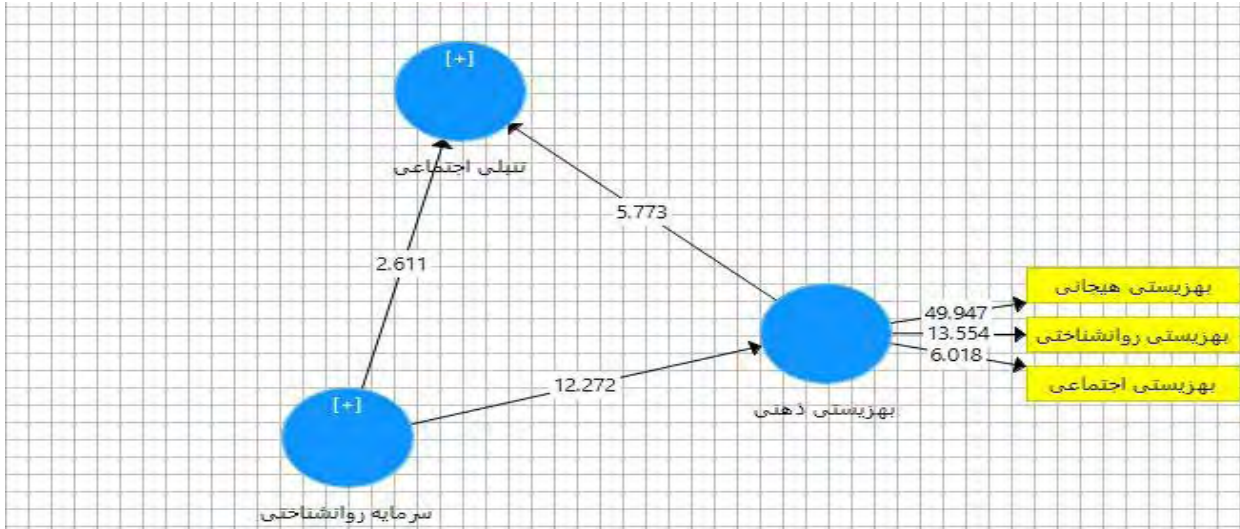 [+]
تنبلی اجتماعی
5.773
2.611
بهزیستی هیجانی
49.947
13.554
بهزیستی روانشناختی
6.018
بهزیستی اجتماعی
12.272
بهزیستی ذهنی
[+]
سرمایه روانشناختی